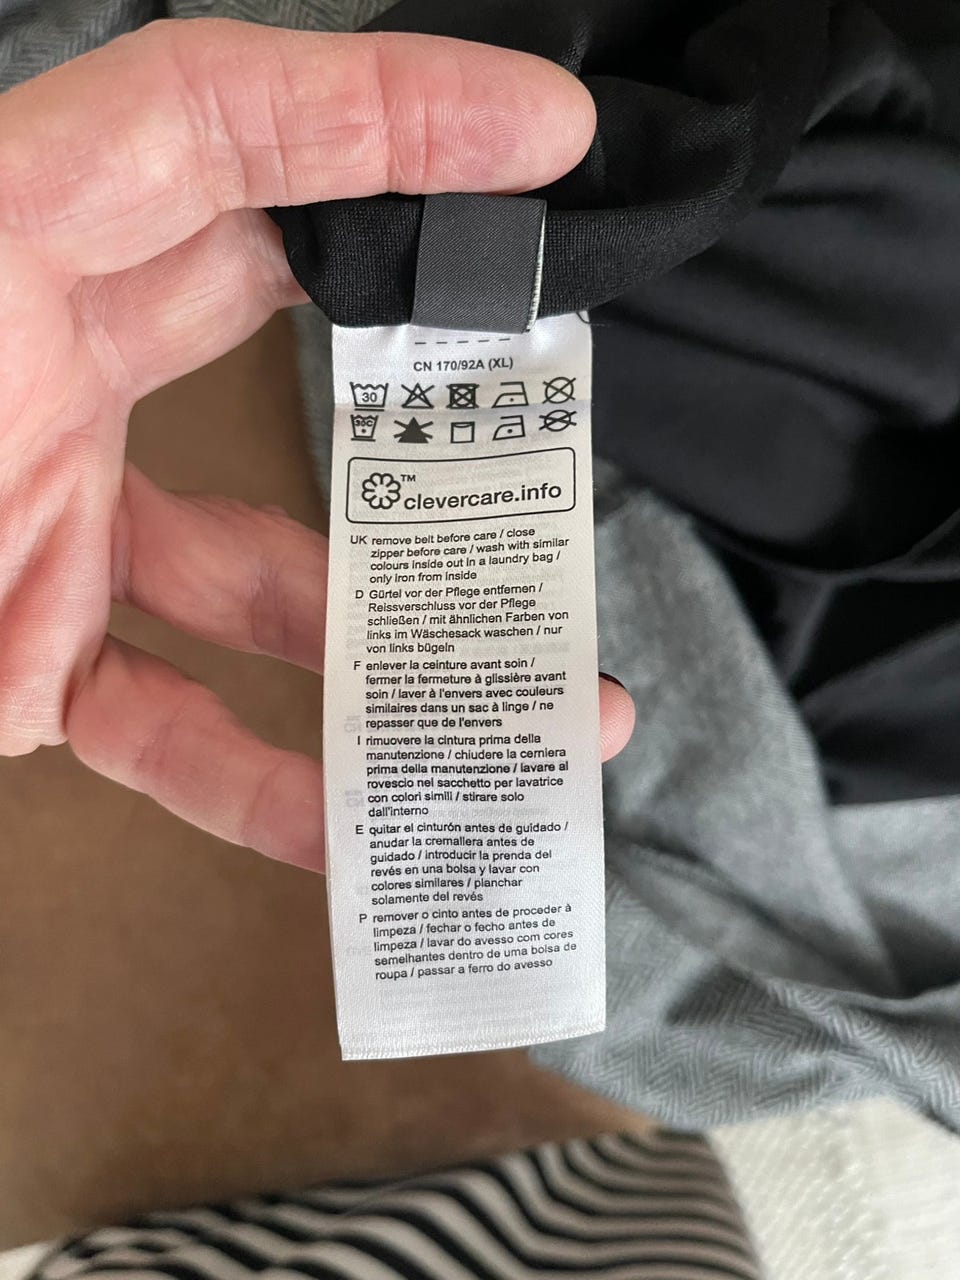 CN 170/92A (XL)
30
30C
TM
clevercare.info
UK remove belt before care / close
zipper before care / wash with similar
colours inside out in a laundry bag /
only iron from inside
D Gürtel vor der Pflege entfernen /
Reissverschluss vor der Pflege
schließen / mit ähnlichen Farben von
links im Wäschesack waschen / nur
von links bügeln
F enlever la ceinture avant soin /
fermer la fermeture à glissière avant
soin / laver à l'envers avec couleurs
similaires dans un sac à linge / ne
repasser que de l'envers
I rimuovere la cintura prima della
manutenzione / chiudere la cerniera
prima della manutenzione / lavare al
rovescio nel sacchetto per lavatrice
con colori simili / stirare solo
dall'interno
E quitar el cinturón antes de guidado /
anudar la cremallera antes de
guidado / introducir la prenda del
revés en una bolsa y lavar con
colores similares / planchar
solamente del revés
P remover o cinto antes de proceder à
limpeza / fechar o fecho antes de
limpeza / lavar do avesso com cores
semelhantes dentro de uma bolsa de
roupa / passar a ferro do avesso